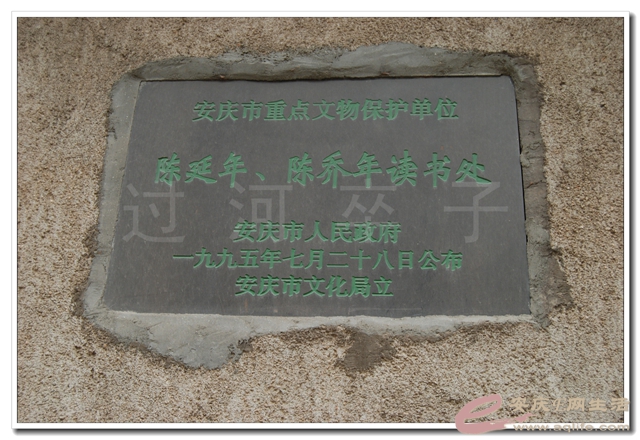 安庆市重点文物保护单位
陈延年、陈乔年读书处
过河卒子
安庆市人民政府
一九九五年七月二十八日公布
安庆市文化局立
安庆E网生活
www.aqlife.com